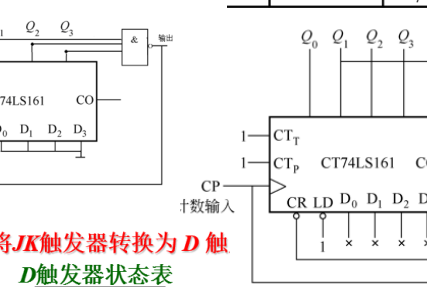 1 Q2 Q3
& 输出
74LS161 CO
0 D1 D2 D3
将JK触发器转换为 D 触
D触发器状态表
Q0 Q1 Q2 Q3
1 CTT
1 CTP CT74LS161 C
CP
计数输入
CR LD D0 D1 D2 D
1 × × ×